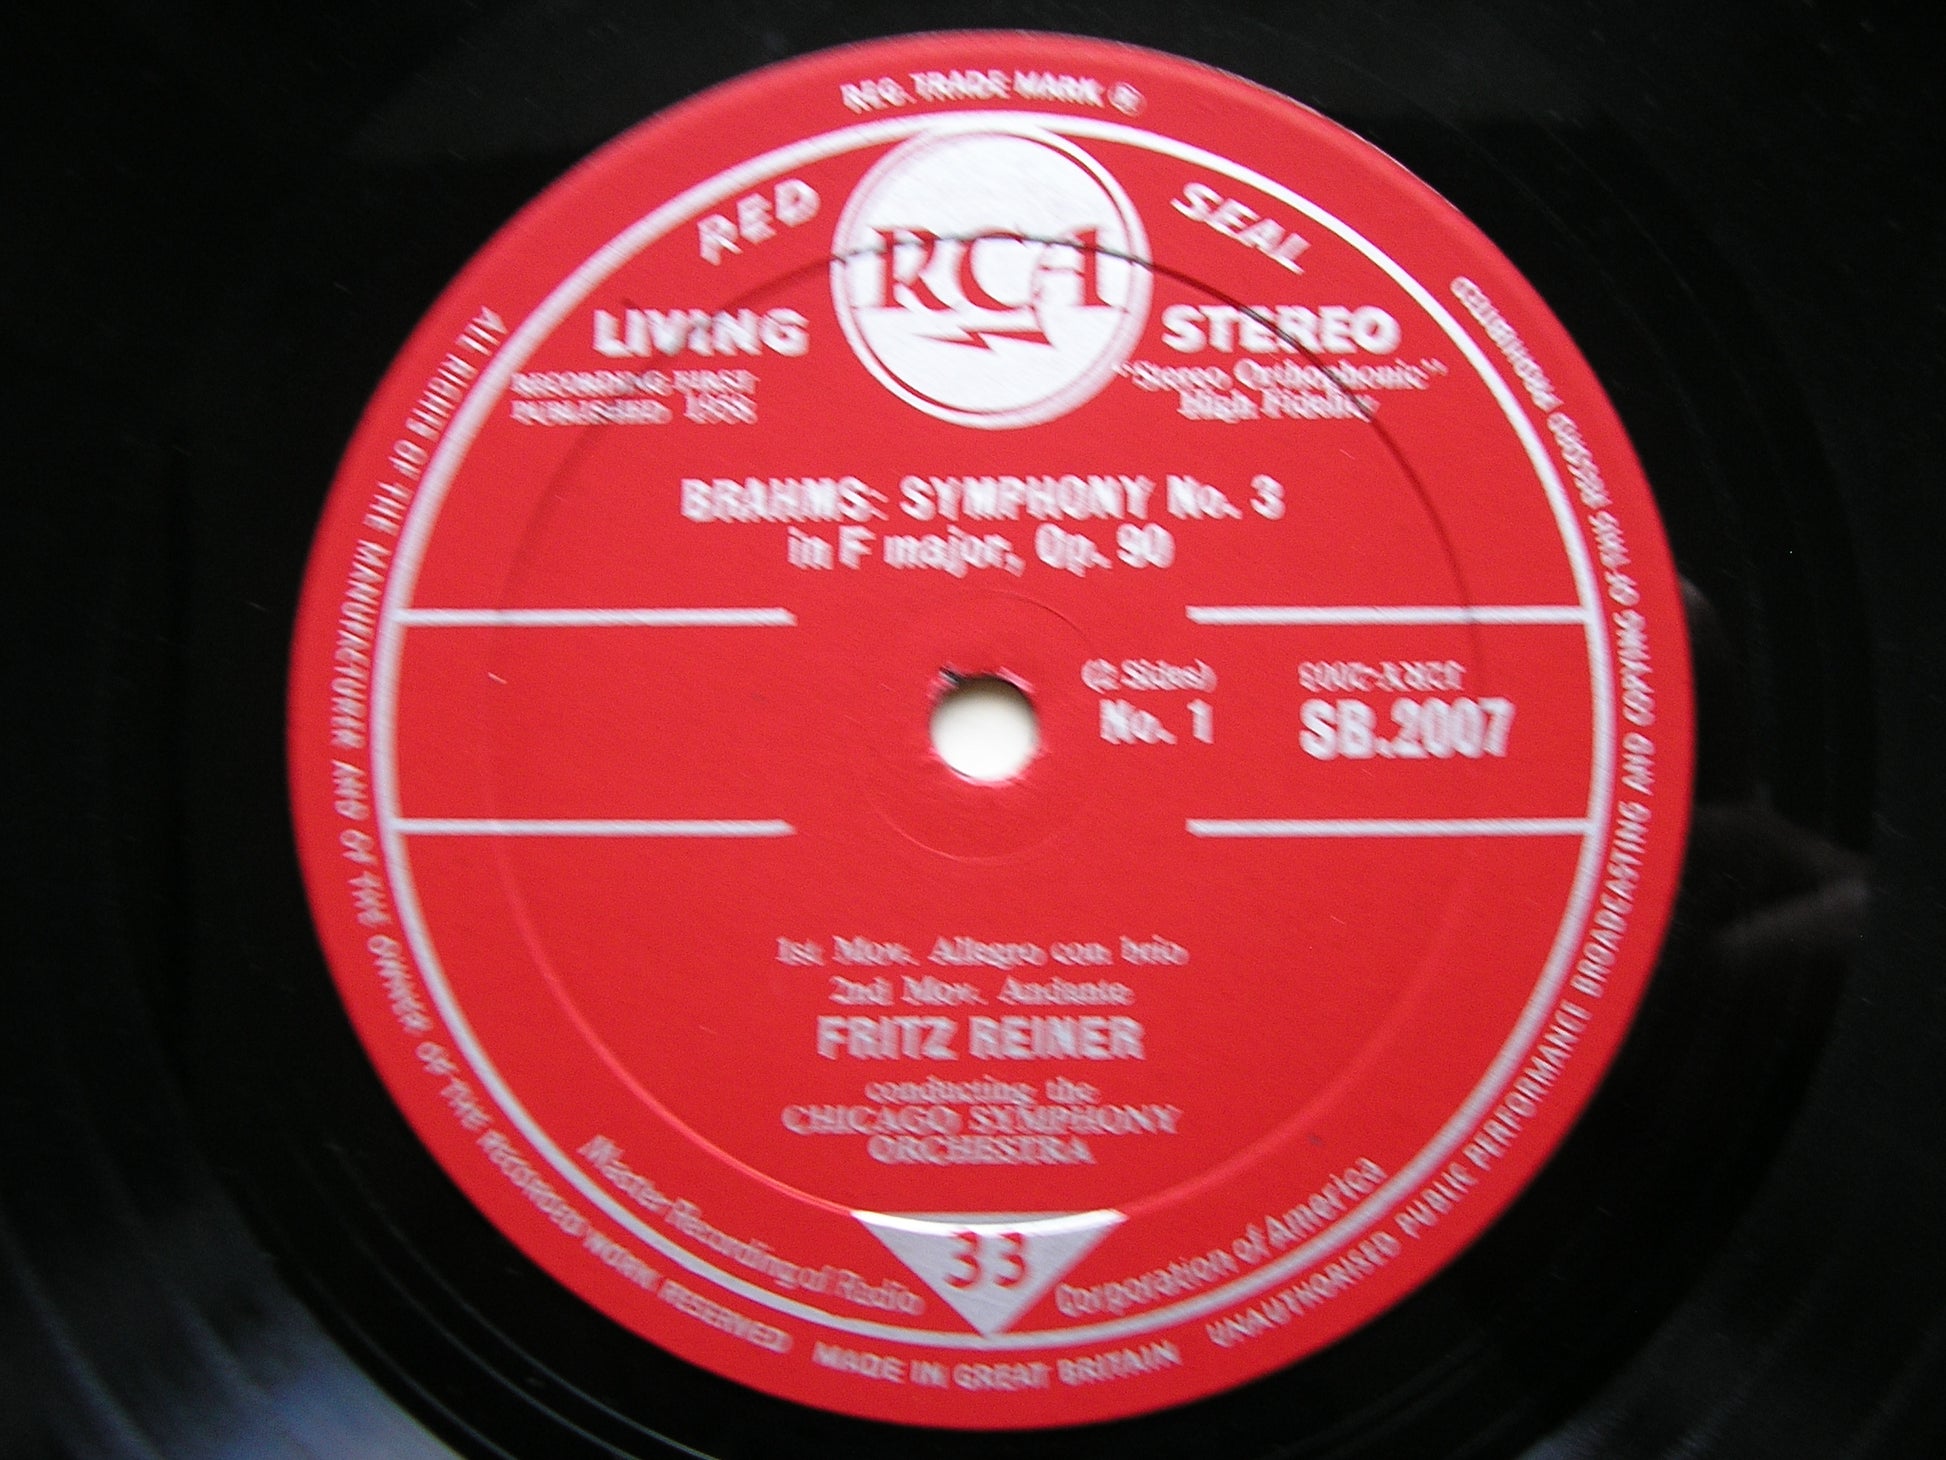 REG. TRADE MARK
RED SEAL
RCA
LIVING STEREO
RECORDING FIRST
PUBLISHED, 1958
"Stereo Orthophonic"
High Fidelity
BRAHMS: SYMPHONY No. 3
in F major, Op. 90
(2 Sides)
No. 1
SB.2007
1st Mov. Allegro con brio
2nd Mov. Andante
FRITZ REINER
conducting the
CHICAGO SYMPHONY
ORCHESTRA
33
Master Recording of Radio Corporation of America
ALL RIGHTS OF THE MANUFACTURER AND OF THE OWNER OF THE RECORDED WORK RESERVED
MADE IN GREAT BRITAIN
UNAUTHORISED PUBLIC PERFORMANCE BROADCASTING AND COPYING OF THIS RECORD PROHIBITED